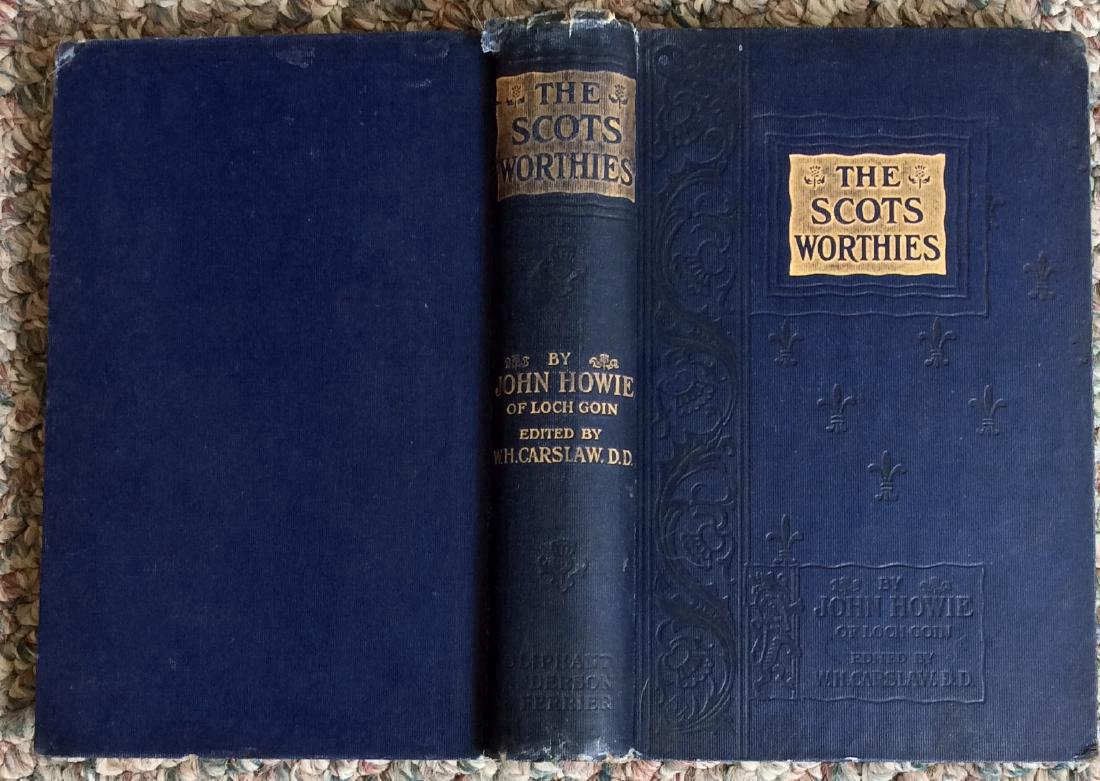 THE
SCOTS
WORTHIES
BY
JOHN HOWIE
OF LOCH GOIN
EDITED BY
W.H.CARSLAW. D.D.
OLIPHANT
ANDERSON
& FERRIER
THE
SCOTS
WORTHIES
BY
JOHN HOWIE
OF LOCH GOIN
EDITED BY
W.H.CARSLAW. D.D.